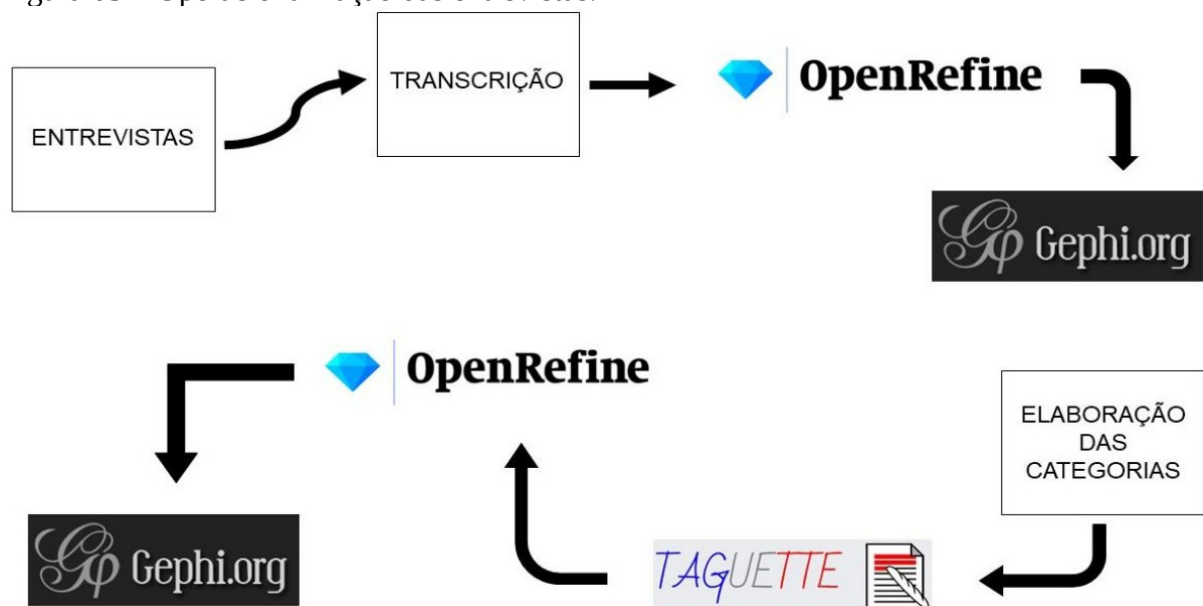 TRANSCRIÇÃO
OpenRefine
ENTREVISTAS
Gephi.org
OpenRefine
ELABORAÇÃO
DAS
CATEGORIAS
Gephi.org
TAGUETTE